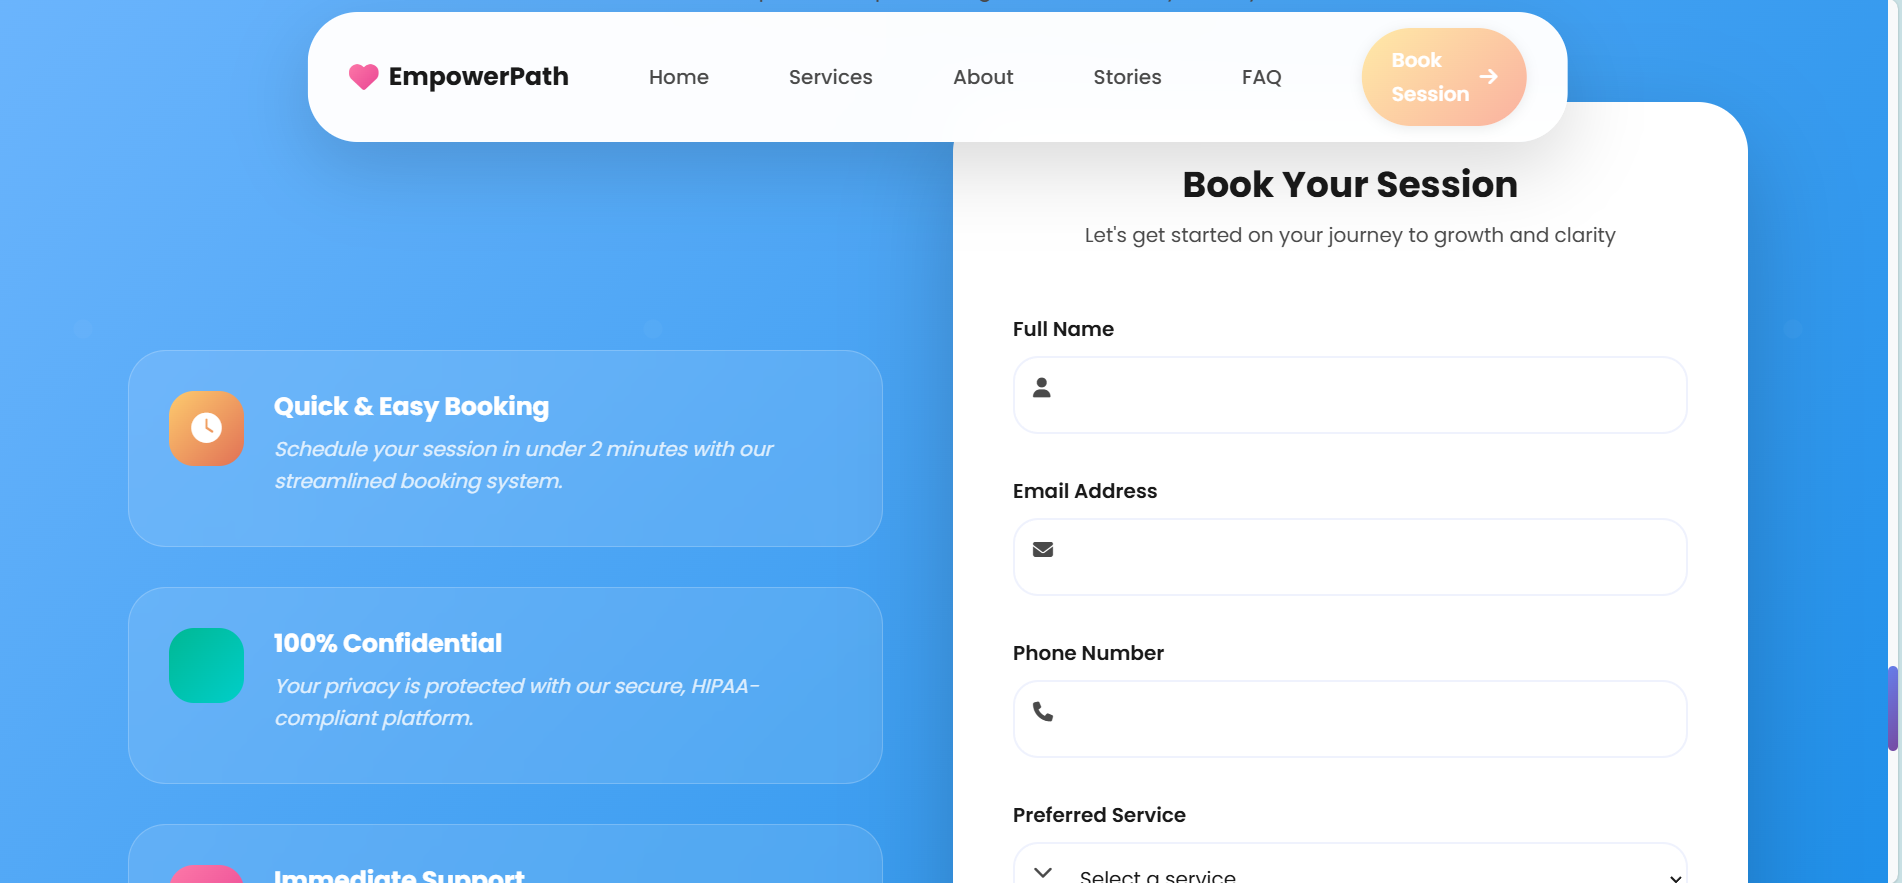 EmpowerPath
Home
Services
About
Stories
FAQ
Book
Session
Quick & Easy Booking
Schedule your session in under 2 minutes with our
streamlined booking system.
100% Confidential
Your privacy is protected with our secure, HIPAA-
compliant platform.
Immediate Support
Book Your Session
Let's get started on your journey to growth and clarity
Full Name
Email Address
Phone Number
Preferred Service
Select a service